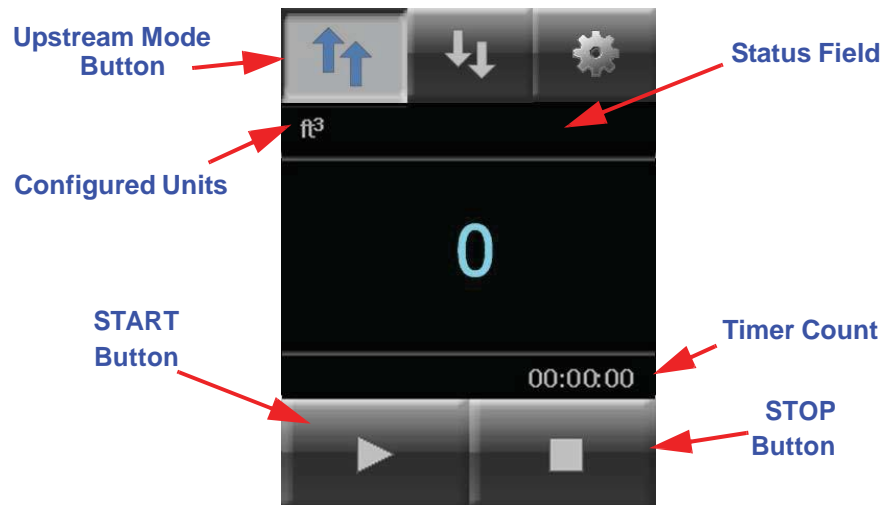 Upstream Mode
Button
Status Field
ft³
Configured Units
0
START
Button
Timer Count
00:00:00
STOP
Button